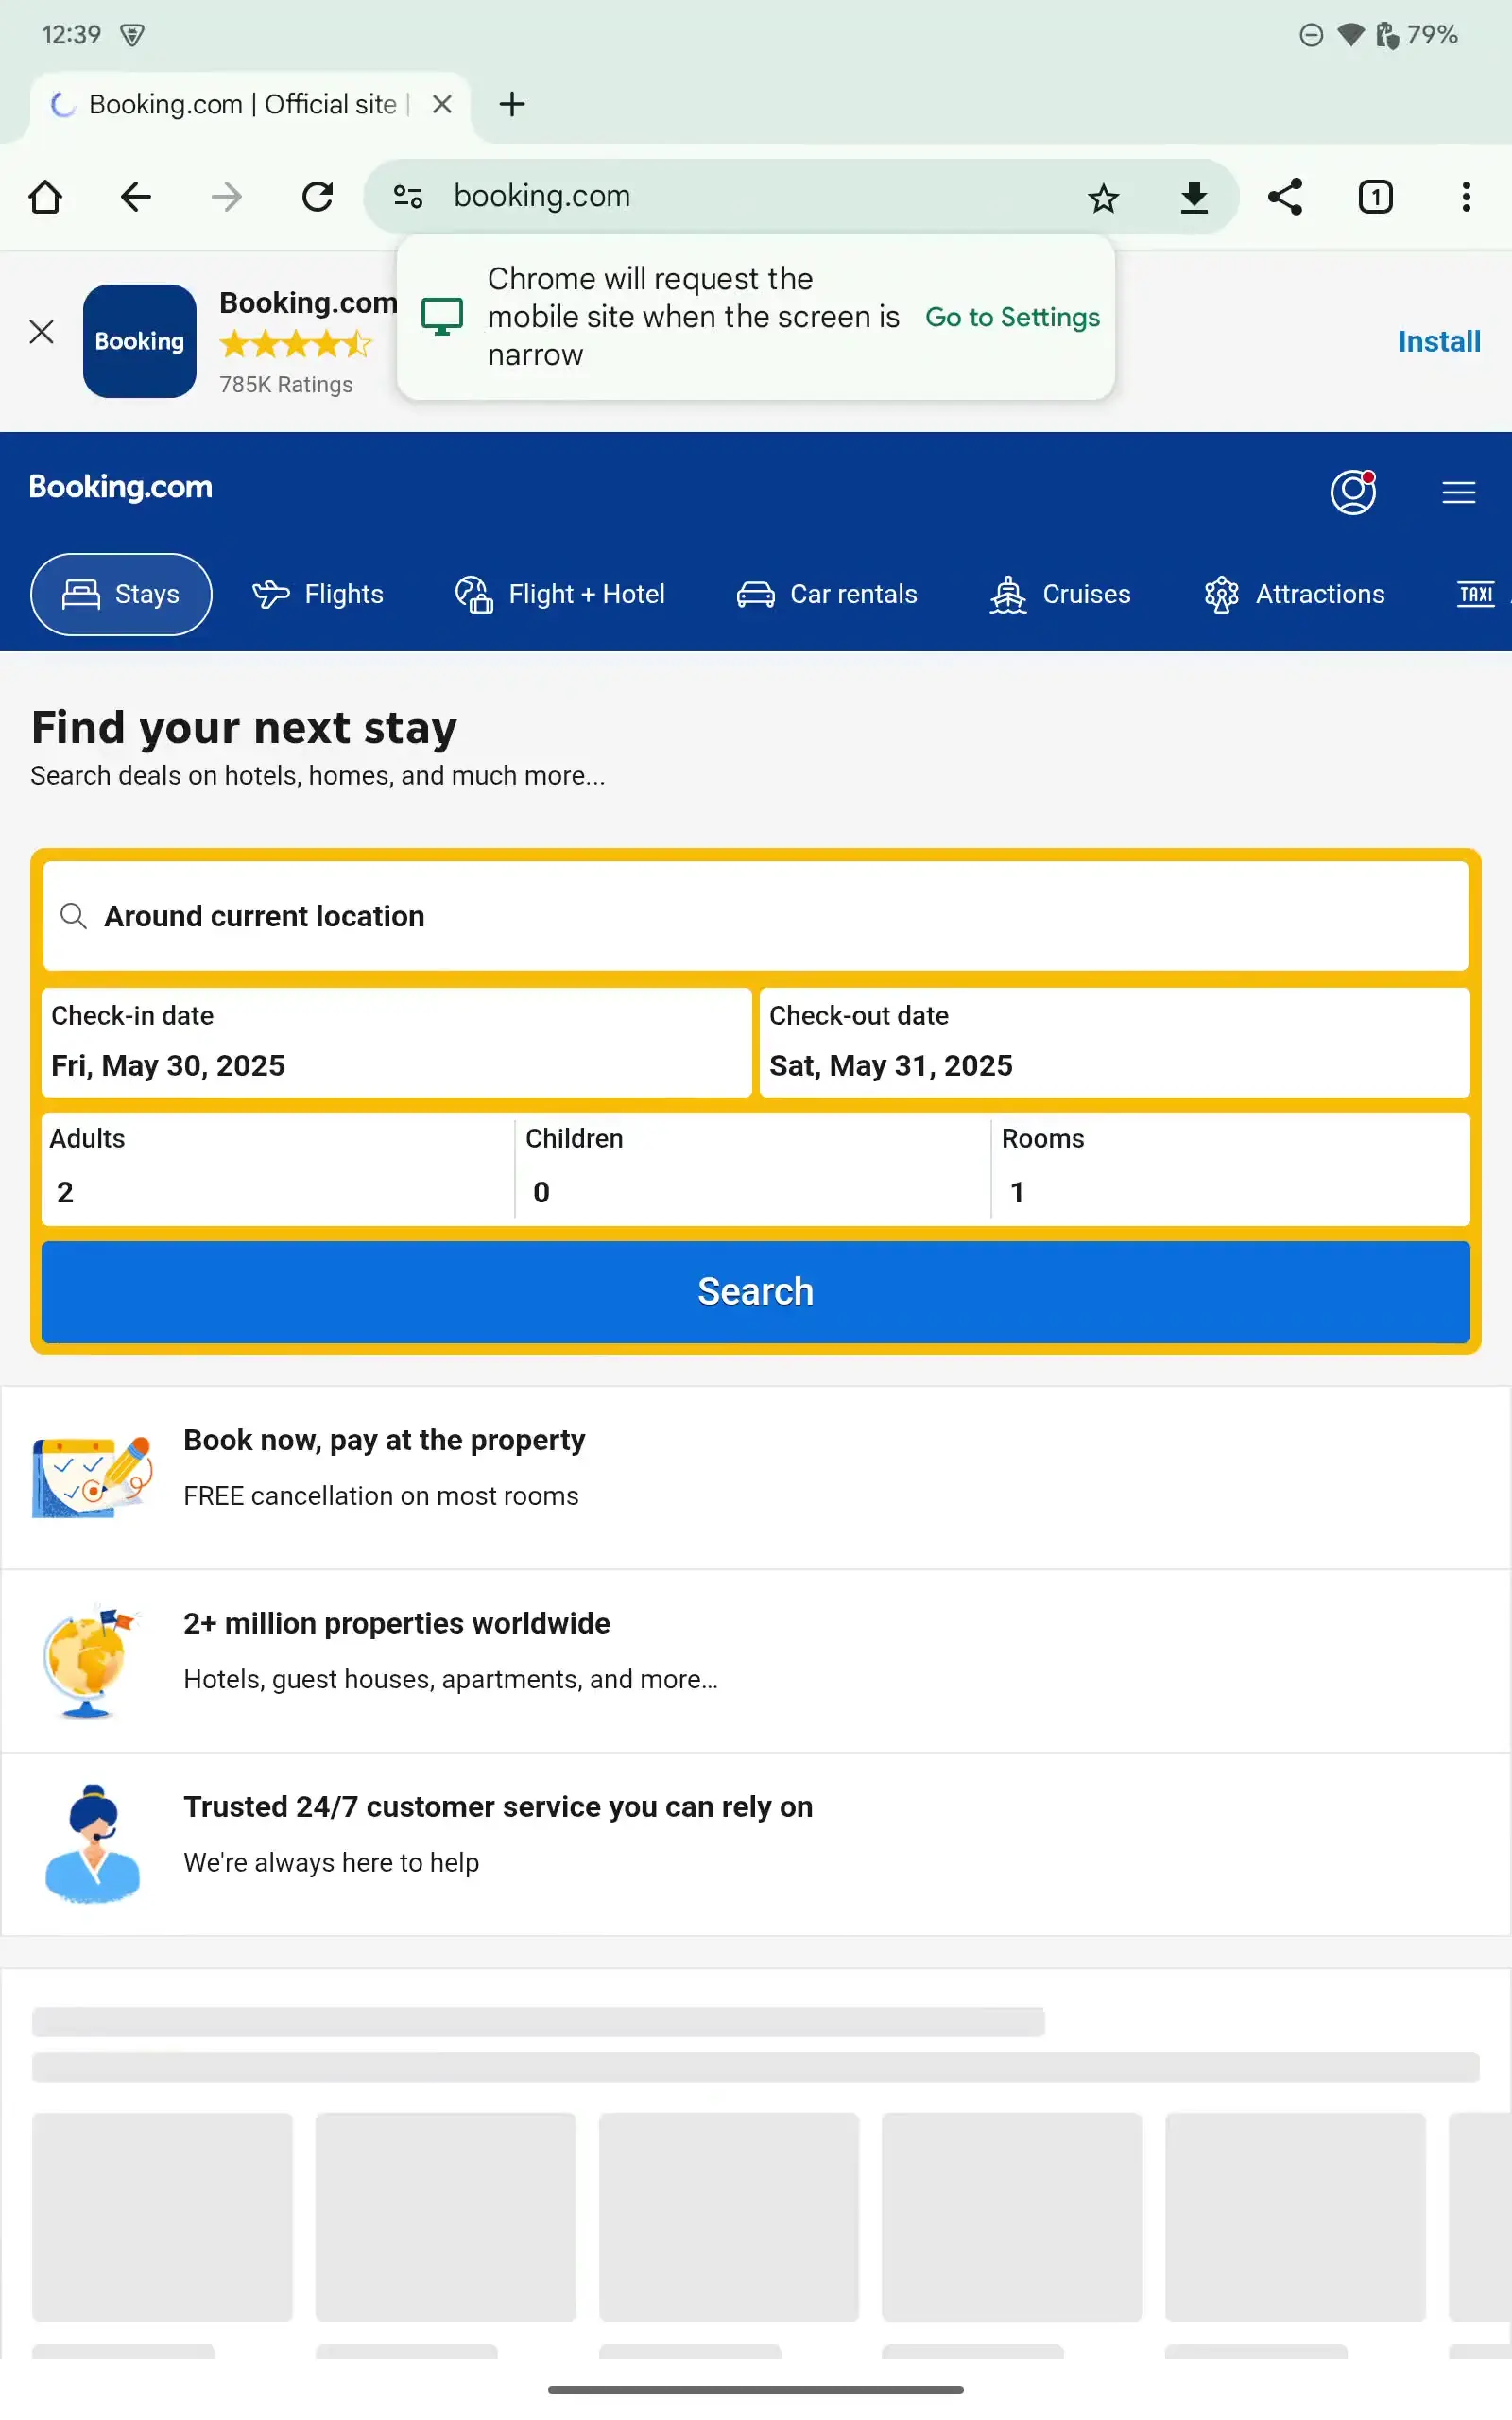 12:39
79%
Booking.com | Official site |
booking.com
1
Chrome will request the
mobile site when the screen is
narrow
Go to Settings
Booking
Booking.com
785K Ratings
Install
Booking.com
Stays
Flights
Flight + Hotel
Car rentals
Cruises
Attractions
TAXI
Find your next stay
Search deals on hotels, homes, and much more...
Around current location
Check-in date
Fri, May 30, 2025
Check-out date
Sat, May 31, 2025
Adults
2
Children
0
Rooms
1
Search
Book now, pay at the property
FREE cancellation on most rooms
2+ million properties worldwide
Hotels, guest houses, apartments, and more…
Trusted 24/7 customer service you can rely on
We're always here to help